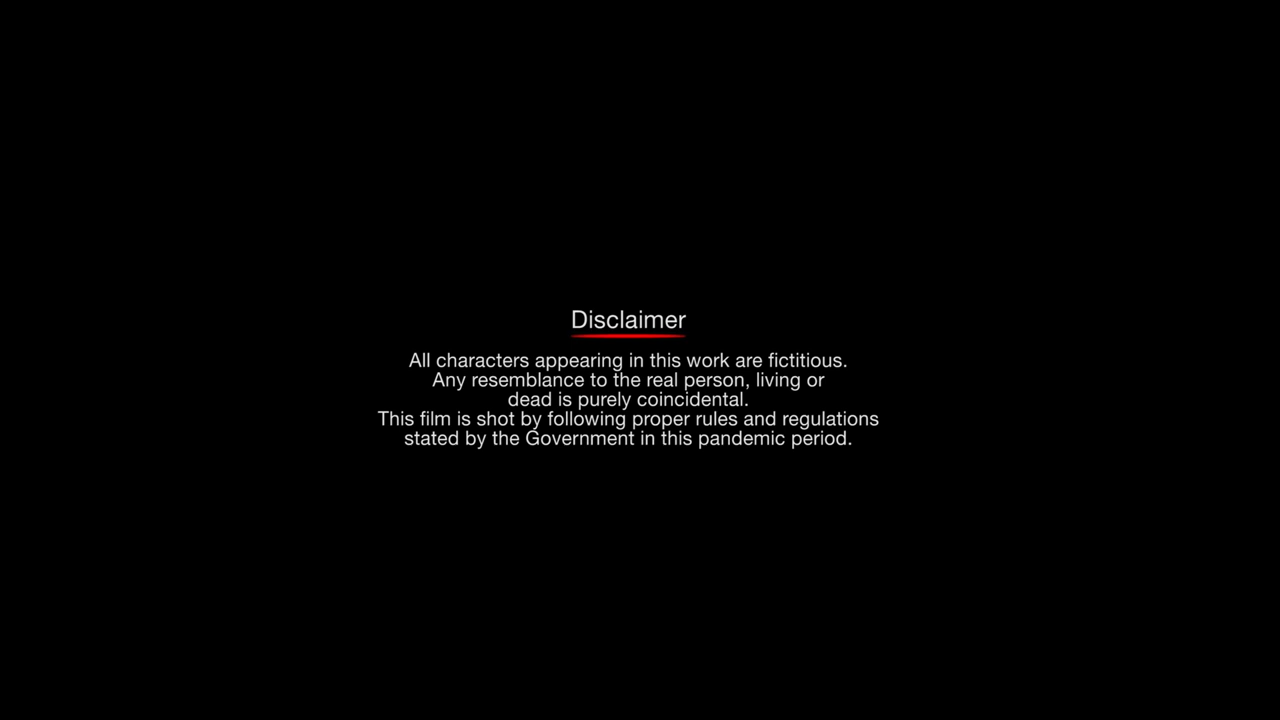 Disclaimer
All characters appearing in this work are fictitious.
Any resemblance to the real person, living or
dead is purely coincidental.
This film is shot by following proper rules and regulations
stated by the Government in this pandemic period.